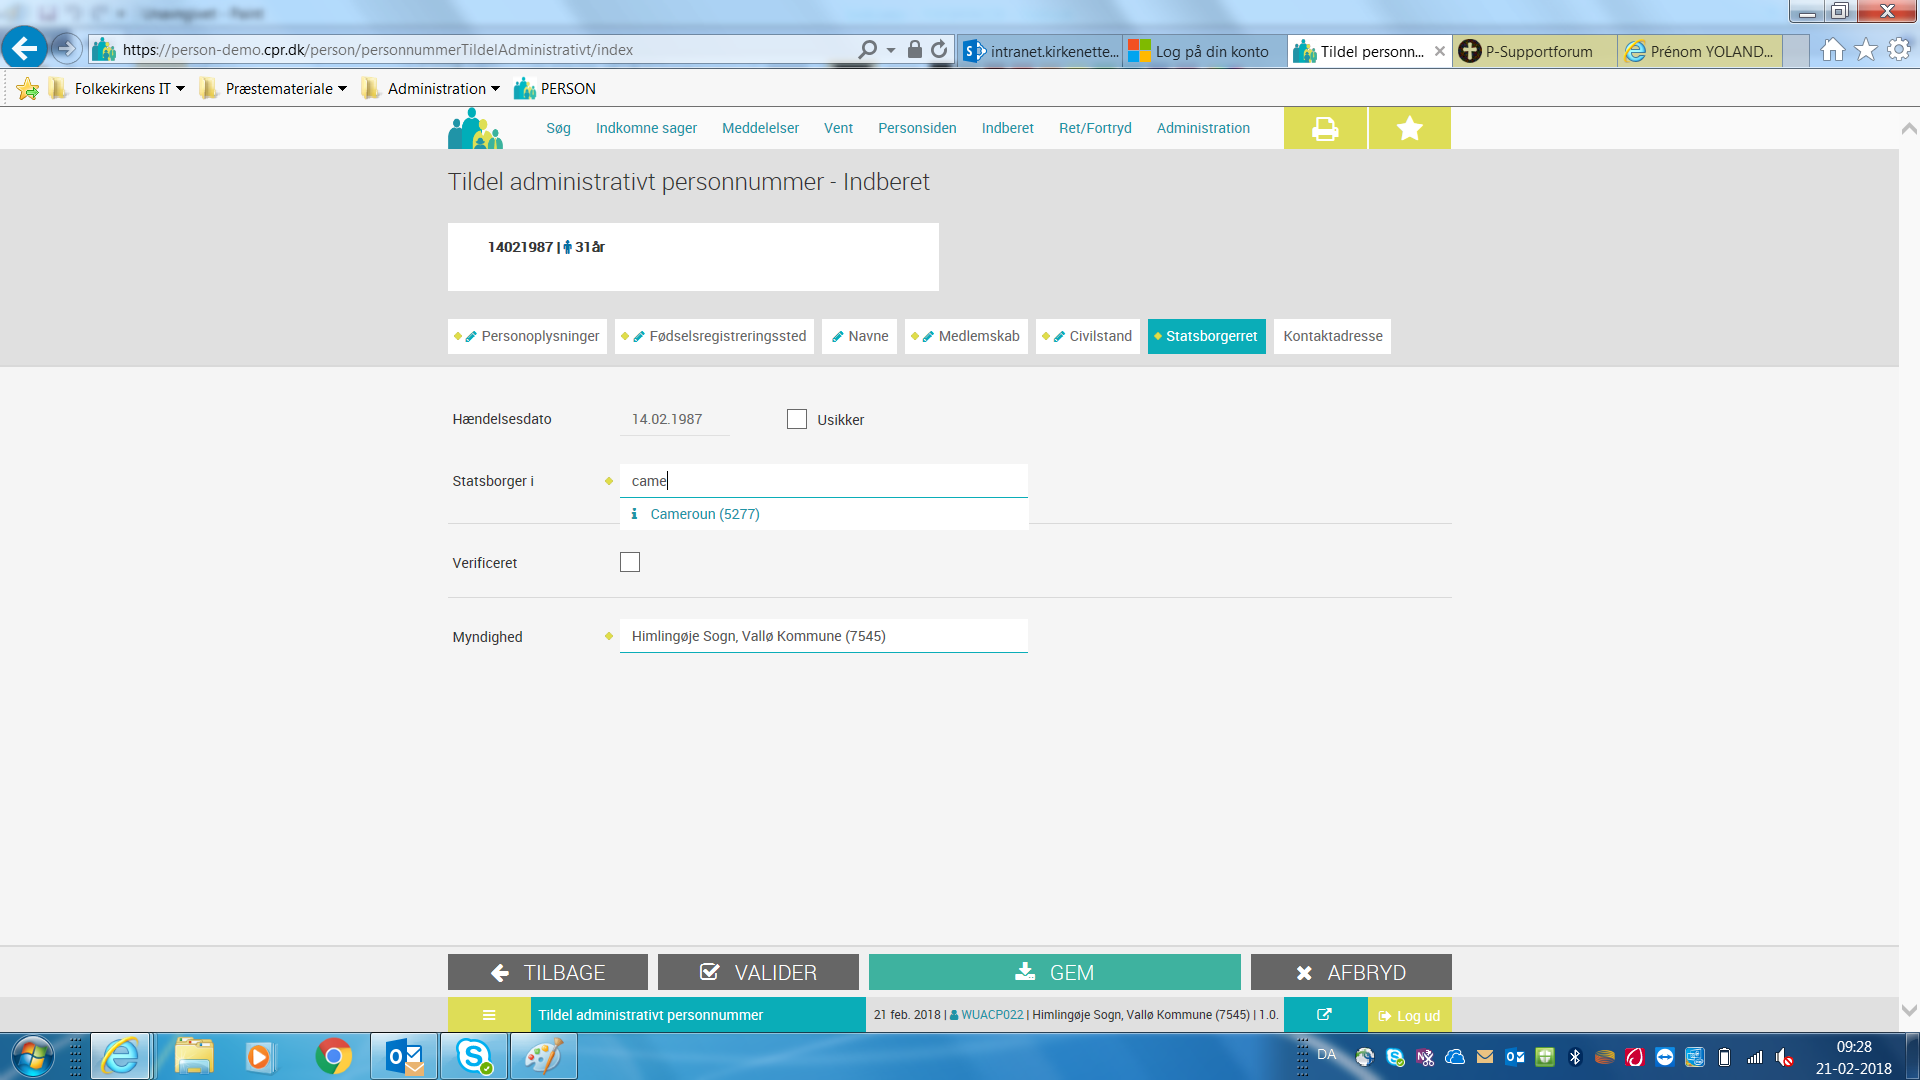 https://person-demo.cpr.dk/person/personnummerTildelAdministrativt/index
intranet.kirkenette...
Log på din konto
Tildel personn...
P-Supportforum
Prénom YOLAND...
Folkekirkens IT
Præstemateriale
Administration
PERSON
Søg
Indkomne sager
Meddelelser
Vent
Personsiden
Indberet
Ret/Fortryd
Administration
Tildel administrativt personnummer - Indberet
14021987 | 31år
Personoplysninger
Fødselsregistreringssted
Navne
Medlemskab
Civilstand
Statsborgerret
Kontaktadresse
Hændelsesdato
14.02.1987
Usikker
Statsborger i
came
Cameroun (5277)
Verificeret
Myndighed
Himlingøje Sogn, Vallø Kommune (7545)
TILBAGE
VALIDER
GEM
AFBRYD
Tildel administrativt personnummer
21 feb. 2018 | WUACP022 | Himlingøje Sogn, Vallø Kommune (7545) | 1.0.
Log ud
DA
09:28
21-02-2018